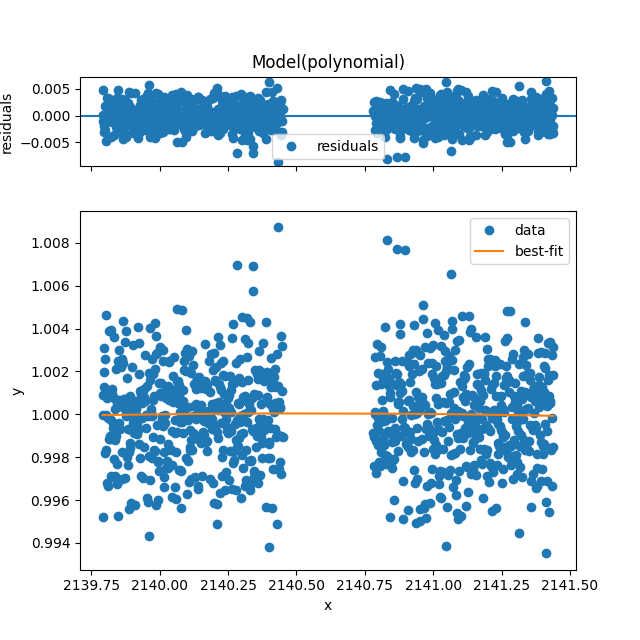 Model(polynomial)
residuals
0.005
0.000
−0.005
residuals
y
1.008
1.006
1.004
1.002
1.000
0.998
0.996
0.994
data
best-fit
2139.75 2140.00 2140.25 2140.50 2140.75 2141.00 2141.25 2141.50
x